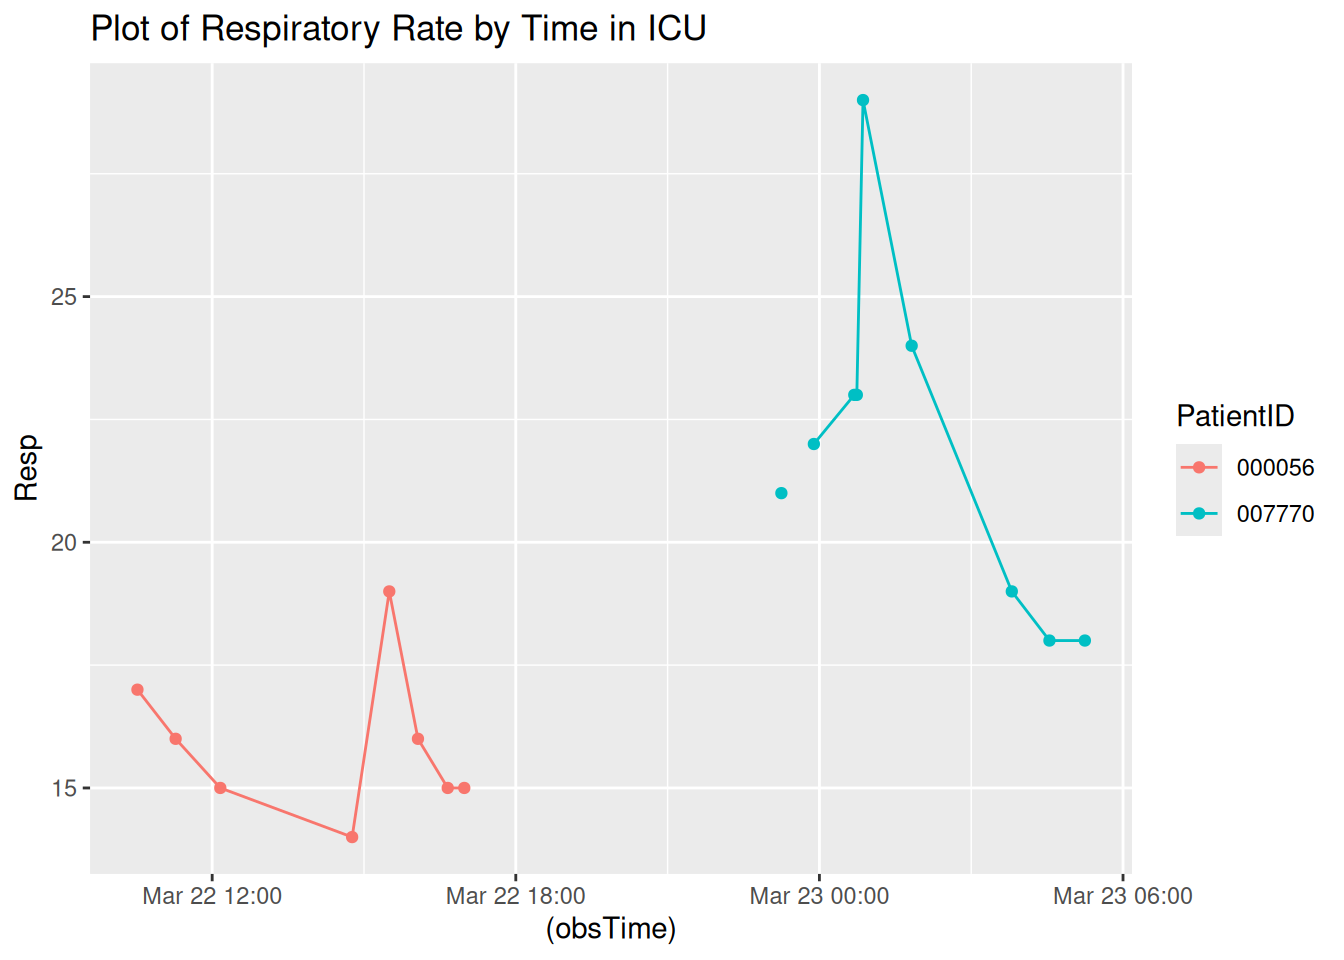 Plot of Respiratory Rate by Time in ICU
Resp
25
20
15
Mar 22 12:00
Mar 22 18:00
Mar 23 00:00
Mar 23 06:00
(obsTime)
PatientID
000056
007770